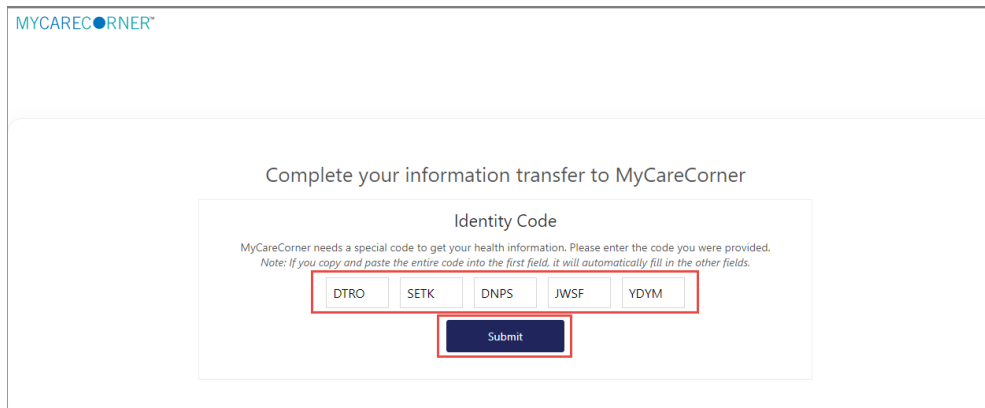 MYCARECORNER™
Complete your information transfer to MyCareCorner
Identity Code
MyCareCorner needs a special code to get your health information. Please enter the code you were provided.
Note: If you copy and paste the entire code into the first field, it will automatically fill in the other fields.
DTRO SETK DNPS JWSF YDYM
Submit